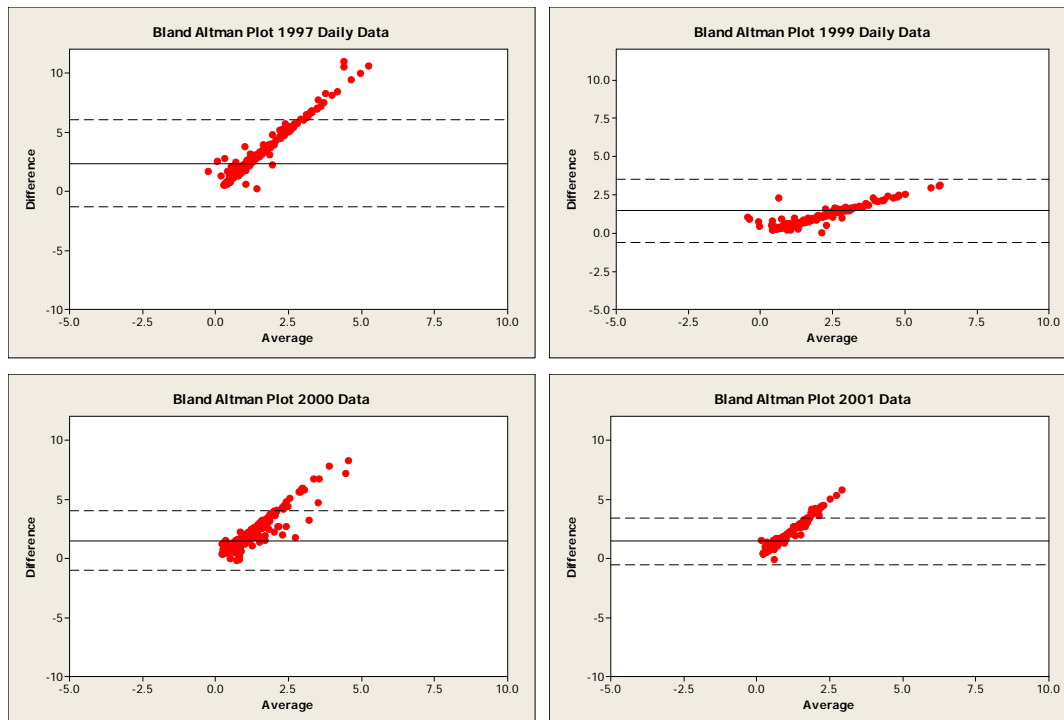 Bland Altman Plot 1997 Daily Data
10
5
0
-5
-10
Difference
-5.0 -2.5 0.0 2.5 5.0 7.5 10.0
Average
Bland Altman Plot 1999 Daily Data
10.0
7.5
5.0
2.5
0.0
-2.5
-5.0
Difference
-5.0 -2.5 0.0 2.5 5.0 7.5 10.0
Average
Bland Altman Plot 2000 Data
10
5
0
-5
-10
Difference
-5.0 -2.5 0.0 2.5 5.0 7.5 10.0
Average
Bland Altman Plot 2001 Data
10
5
0
-5
-10
Difference
-5.0 -2.5 0.0 2.5 5.0 7.5 10.0
Average